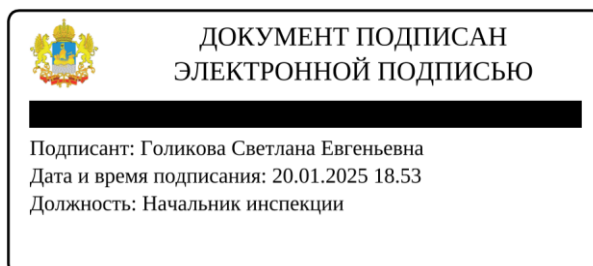 ДОКУМЕНТ ПОДПИСАН
ЭЛЕКТРОННОЙ ПОДПИСЬЮ
Подписант: Голикова Светлана Евгеньевна
Дата и время подписания: 20.01.2025 18.53
Должность: Начальник инспекции